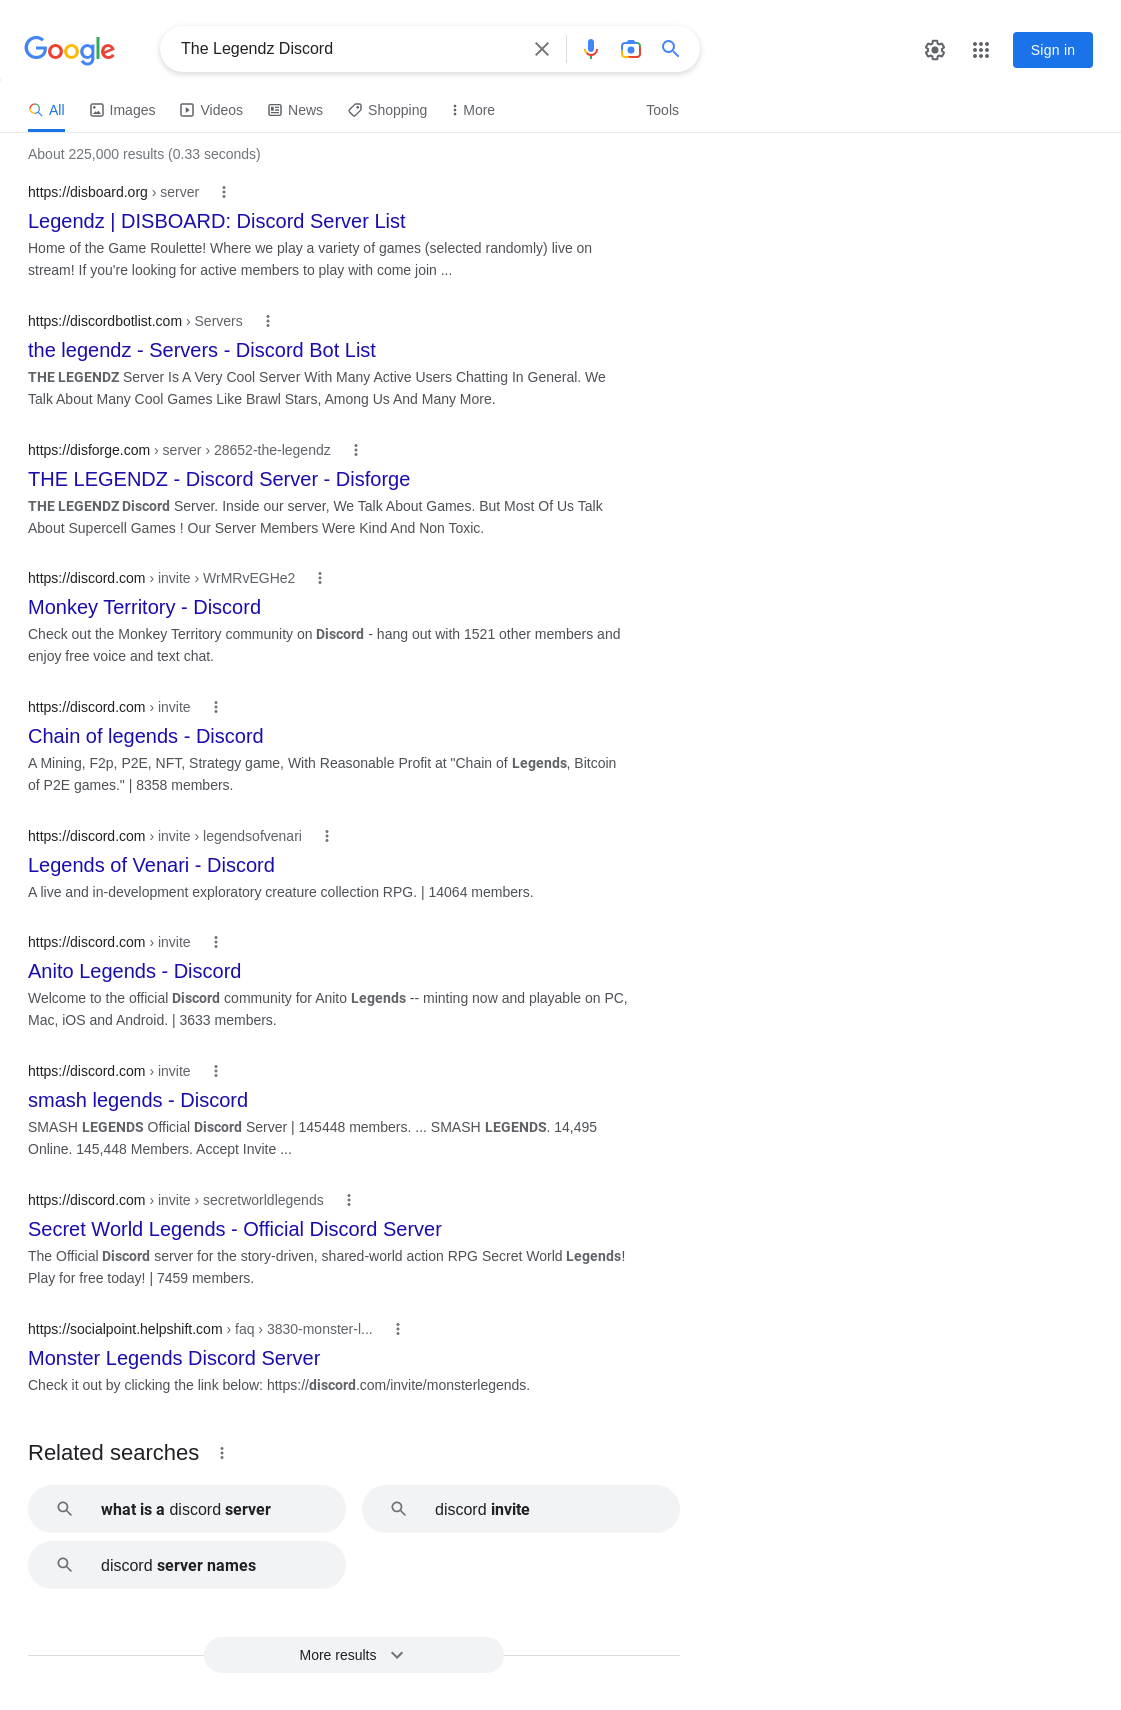 Google
The Legendz Discord
Sign in
All Images Videos News Shopping More Tools
About 225,000 results (0.33 seconds)
https://disboard.org › server
Legendz | DISBOARD: Discord Server List
Home of the Game Roulette! Where we play a variety of games (selected randomly) live on
stream! If you're looking for active members to play with come join ...
https://discordbotlist.com › Servers
the legendz - Servers - Discord Bot List
THE LEGENDZ Server Is A Very Cool Server With Many Active Users Chatting In General. We
Talk About Many Cool Games Like Brawl Stars, Among Us And Many More.
https://disforge.com › server › 28652-the-legendz
THE LEGENDZ - Discord Server - Disforge
THE LEGENDZ Discord Server. Inside our server, We Talk About Games. But Most Of Us Talk
About Supercell Games ! Our Server Members Were Kind And Non Toxic.
https://discord.com › invite › WrMRvEGHe2
Monkey Territory - Discord
Check out the Monkey Territory community on Discord - hang out with 1521 other members and
enjoy free voice and text chat.
https://discord.com › invite
Chain of legends - Discord
A Mining, F2p, P2E, NFT, Strategy game, With Reasonable Profit at "Chain of Legends, Bitcoin
of P2E games." | 8358 members.
https://discord.com › invite › legendsofvenari
Legends of Venari - Discord
A live and in-development exploratory creature collection RPG. | 14064 members.
https://discord.com › invite
Anito Legends - Discord
Welcome to the official Discord community for Anito Legends -- minting now and playable on PC,
Mac, iOS and Android. | 3633 members.
https://discord.com › invite
smash legends - Discord
SMASH LEGENDS Official Discord Server | 145448 members. ... SMASH LEGENDS. 14,495
Online. 145,448 Members. Accept Invite ...
https://discord.com › invite › secretworldlegends
Secret World Legends - Official Discord Server
The Official Discord server for the story-driven, shared-world action RPG Secret World Legends!
Play for free today! | 7459 members.
https://socialpoint.helpshift.com › faq › 3830-monster-l...
Monster Legends Discord Server
Check it out by clicking the link below: https://discord.com/invite/monsterlegends.
Related searches
what is a discord server
discord invite
discord server names
More results